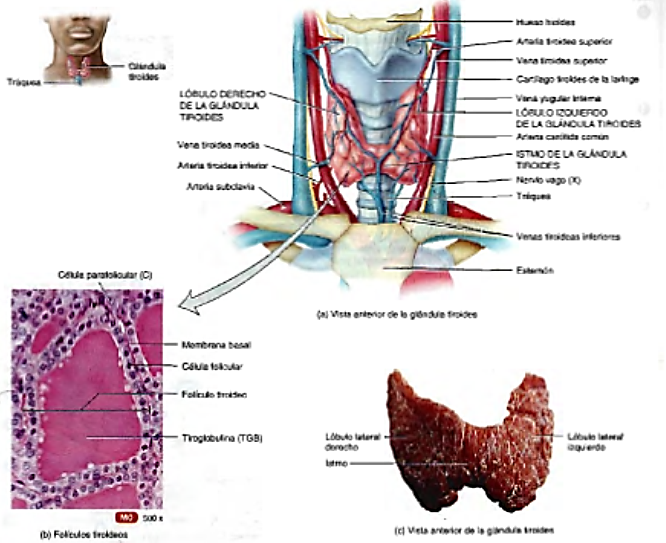 Glándula
tiroides
Tráquea
Hueso hioides
Arteria tiroidea superior
Vena tiroidea superior
Cartílago tiroides de la laringe
Vena yugular interna
LÓBULO IZQUIERDO
DE LA GLÁNDULA TIROIDES
Arteria carótida común
ISTMO DE LA GLÁNDULA
TIROIDES
Nervio vago (X)
Tráquea
Venas tiroideas inferiores
Esternón
LÓBULO DERECHO
DE LA GLÁNDULA
TIROIDES
Vena tiroidea media
Arteria tiroidea inferior
Arteria subclavia
(a) Vista anterior de la glándula tiroides
Célula parafolicular (C)
Membrana basal
Célula folicular
Folículo tiroideo
Tiroglobulina (TGB)
MO 500 x
(b) Folículos tiroideos
Lóbulo lateral
derecho
Istmo
Lóbulo lateral
izquierdo
(c) Vista anterior de la glándula tiroides